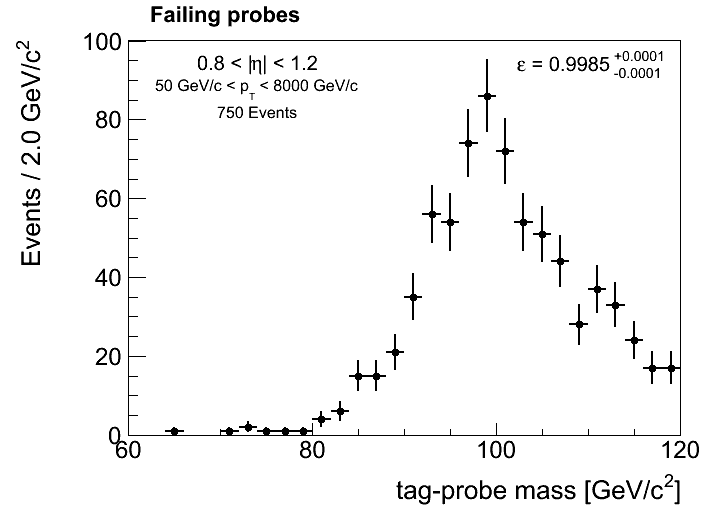 Failing probes
Events / 2.0 GeV/c²
100
80
60
40
20
0
0.8 < |η| < 1.2
50 GeV/c < p_T < 8000 GeV/c
750 Events
ε = 0.9985 +0.0001 -0.0001
60 80 100 120
tag-probe mass [GeV/c²]